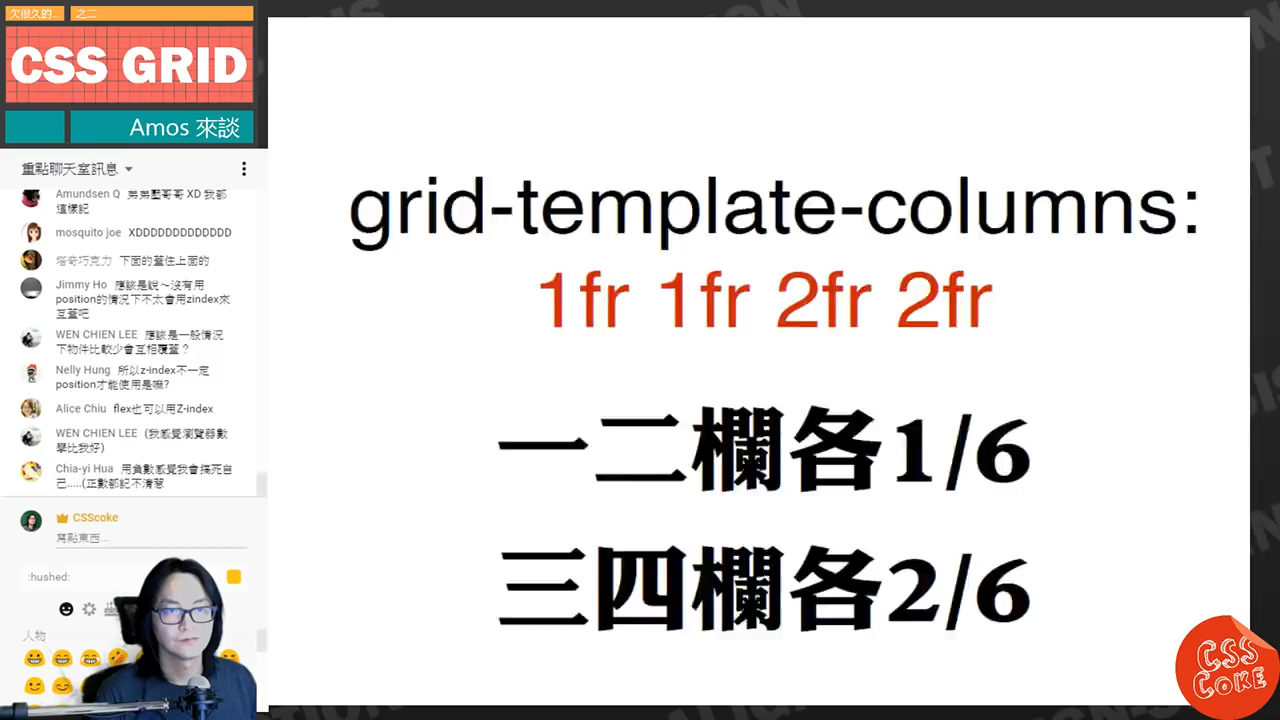 欠很久的...
之二
CSS GRID
Amos 來談
重點聊天室訊息
Amundsen Q 弟弟壓哥哥 XD 我都
這樣記
mosquito joe XDDDDDDDDDDDDD
塔奇巧克力 下面的蓋住上面的
Jimmy Ho 應該是說～沒有用
position的情況下不太會用zindex來
互蓋吧
WEN CHIEN LEE 應該是一般情況
下物件比較少會互相覆蓋？
Nelly Hung 所以z-index不一定
position才能使用是嘛?
Alice Chiu flex也可以用Z-index
WEN CHIEN LEE (我感覺瀏覽器數
學比我好)
Chia-yi Hua 用負數感覺我會搞死自
己.....(正數都記不清蔥
CSScoke
寫點東西...
:hushed:
人物
grid-template-columns:
1fr 1fr 2fr 2fr
一二欄各1/6
三四欄各2/6
CSS
COKE